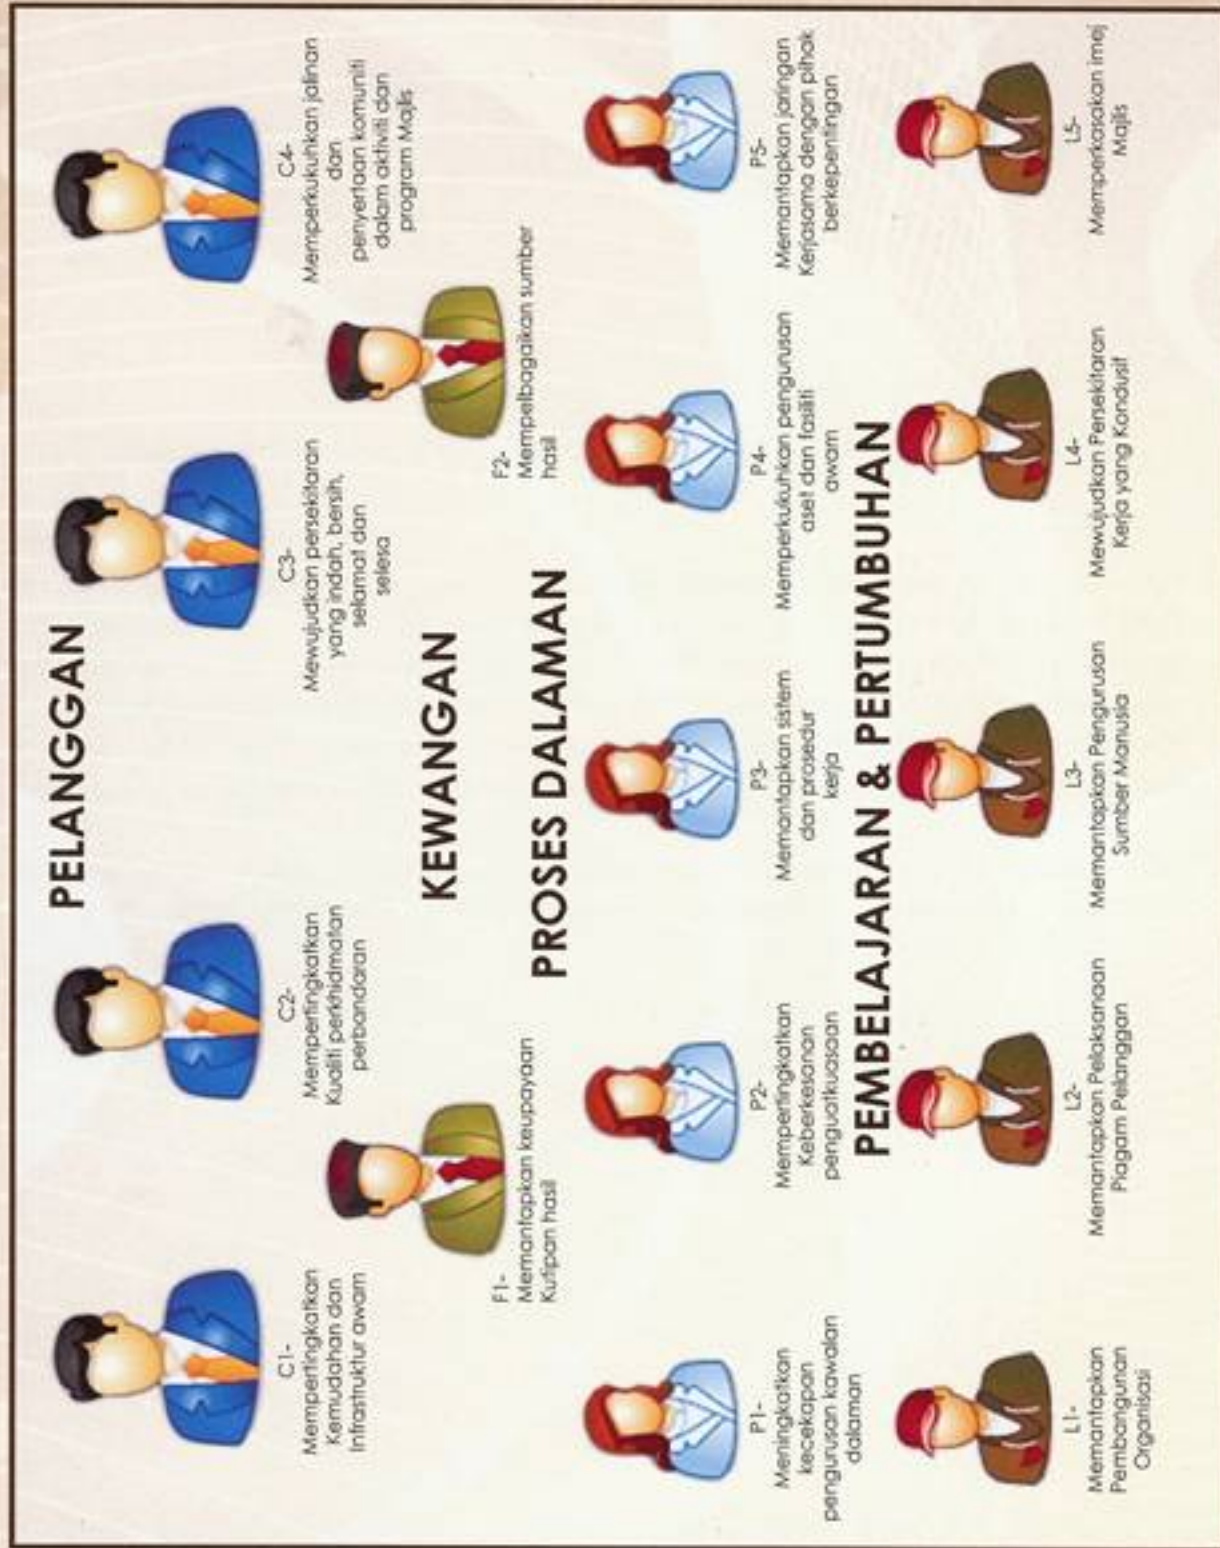 PELANGGAN
C1-
Mempertingkatkan
Kemudahan dan
Infrastruktur awam
C2-
Mempertingkatkan
Kualiti perkhidmatan
perbandaran
C3-
Mewujudkan persekitaran
yang indah, bersih,
selamat dan
selesa
C4-
Memperkukuhkan jalinan
dan
penyertaan komuniti
dalam aktiviti dan
program Majlis
KEWANGAN
F1-
Memantapkan keupayaan
Kutipan hasil
F2-
Mempelbagaikan sumber
hasil
PROSES DALAMAN
P1-
Meningkatkan
kecekapan
pengurusan kawalan
dalaman
P2-
Mempertingkatkan
Keberkesanan
penguatkuasaan
P3-
Memantapkan sistem
dan prosedur
kerja
P4-
Memperkukuhkan pengurusan
aset dan fasiliti
awam
P5-
Memantapkan jaringan
Kerjasama dengan pihak
berkepentingan
PEMBELAJARAN & PERTUMBUHAN
L1-
Memantapkan
Pembangunan
Organisasi
L2-
Memantapkan Pelaksanaan
Piagam Pelanggan
L3-
Memantapkan Pengurusan
Sumber Manusia
L4-
Mewujudkan Persekitaran
Kerja yang Kondusif
L5-
Memperkasakan imej
Majlis